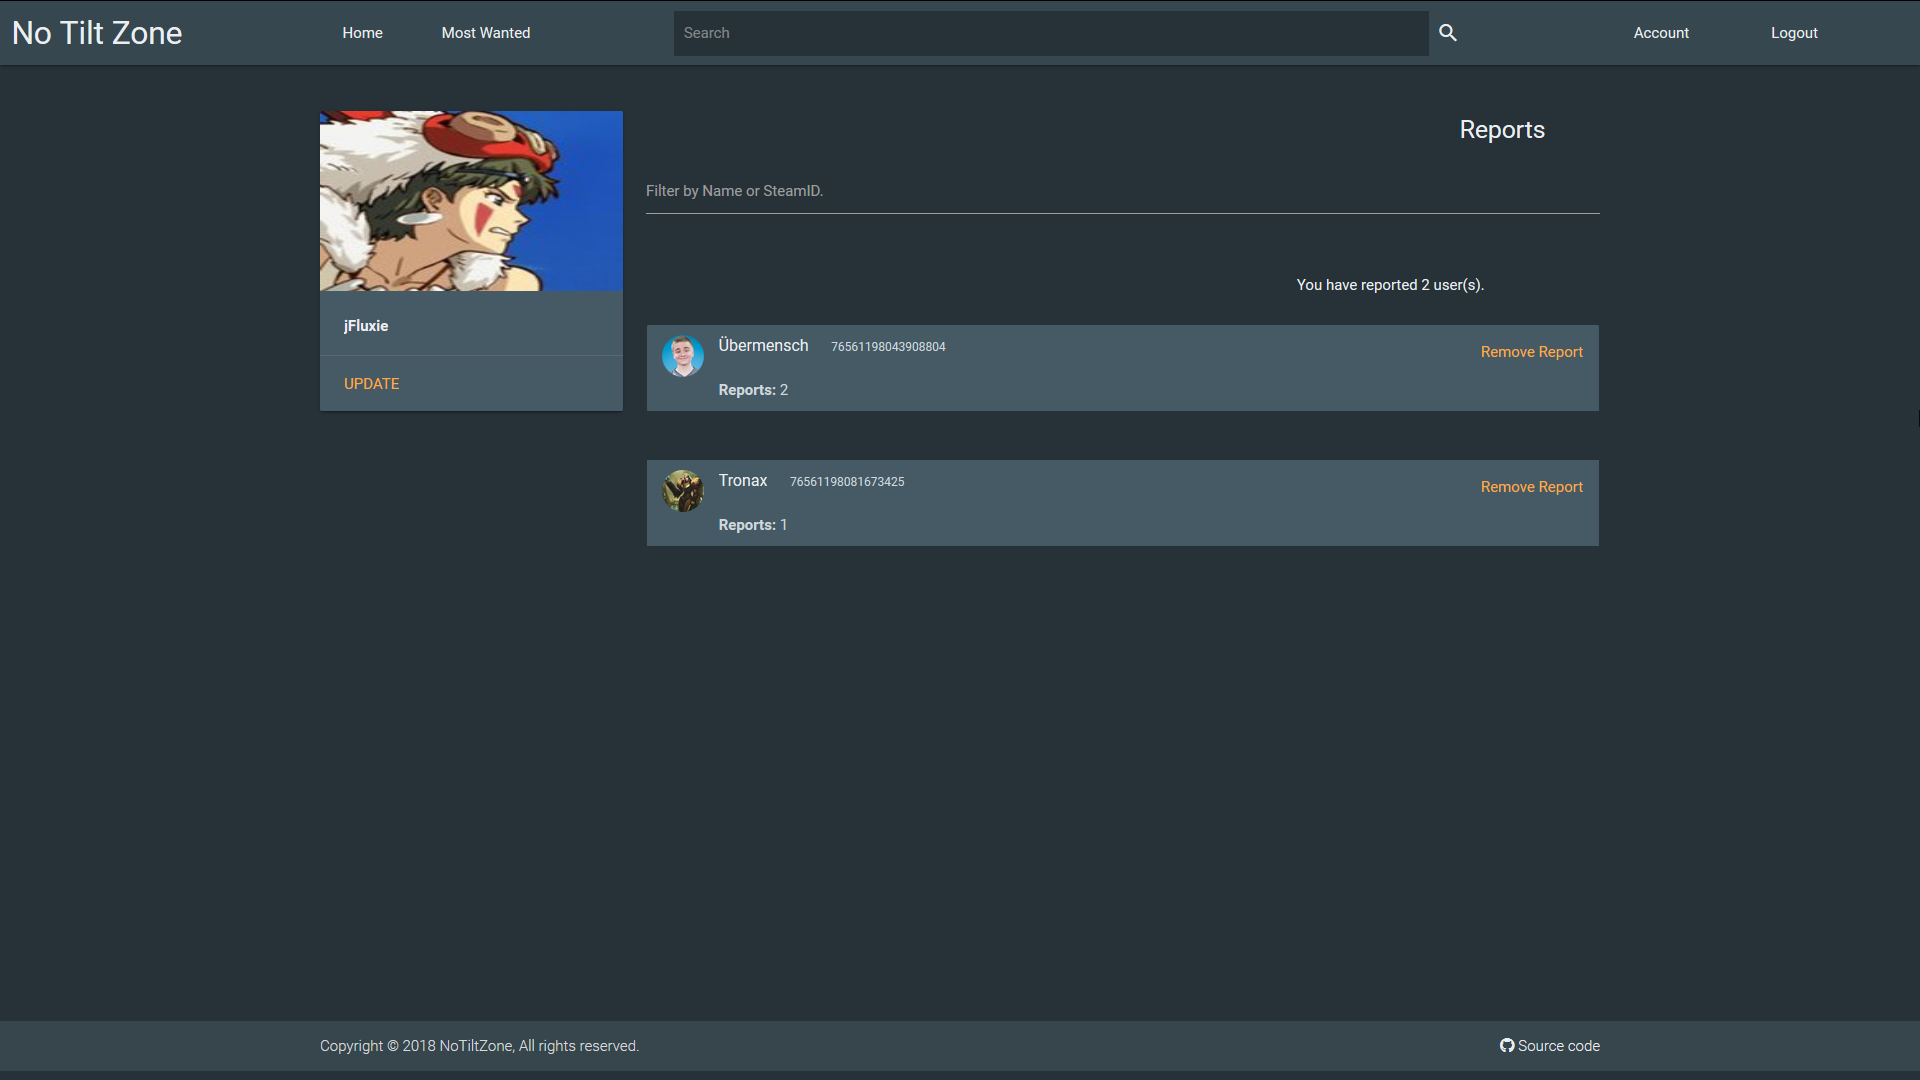 No Tilt Zone Home Most Wanted Search Account Logout
Reports
Filter by Name or SteamID.
You have reported 2 user(s).
jFluxie
UPDATE
Übermensch 76561198043908804 Remove Report
Reports: 2
Tronax 76561198081673425 Remove Report
Reports: 1
Copyright © 2018 NoTiltZone, All rights reserved. Source code